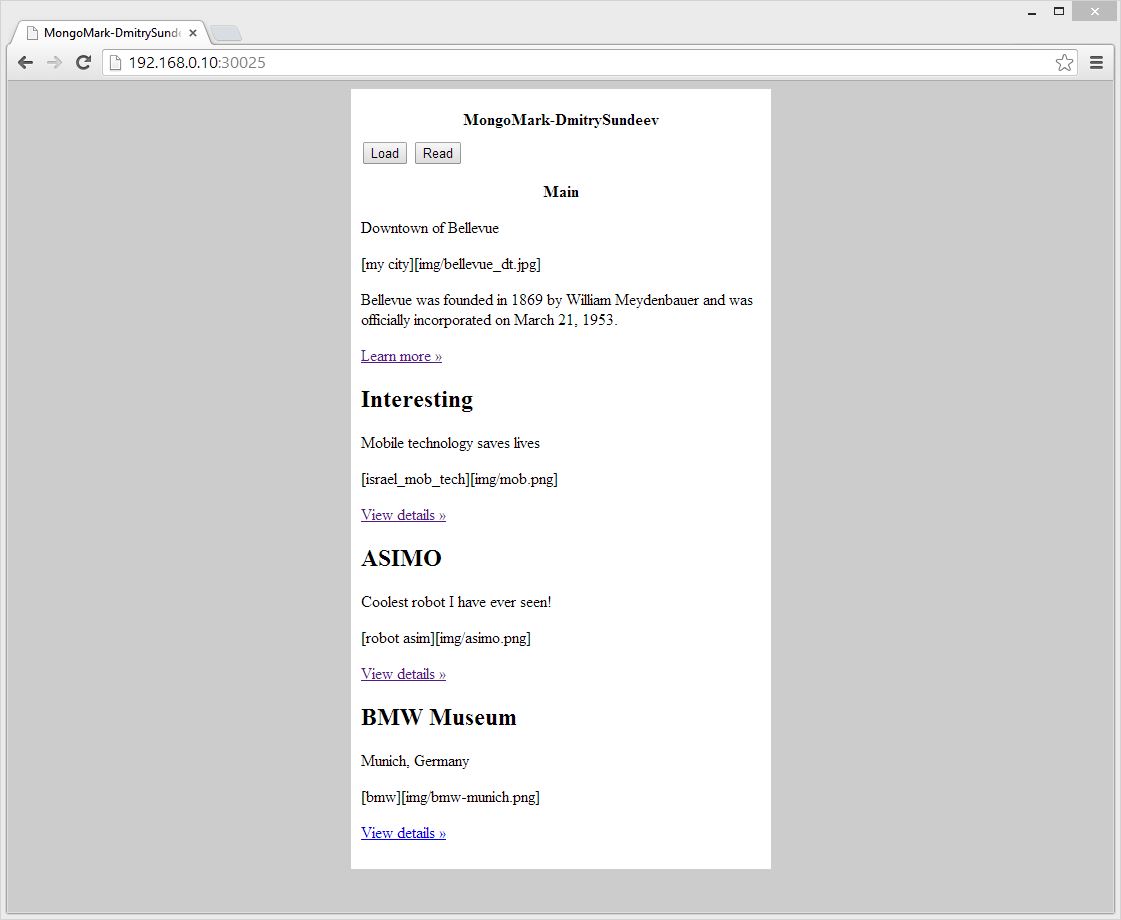 MongoMark-DmitrySund
192.168.0.10:30025
MongoMark-DmitrySundeev
Load Read
Main
Downtown of Bellevue
[my city][img/bellevue_dt.jpg]
Bellevue was founded in 1869 by William Meydenbauer and was
officially incorporated on March 21, 1953.
Learn more »
Interesting
Mobile technology saves lives
[israel_mob_tech][img/mob.png]
View details »
ASIMO
Coolest robot I have ever seen!
[robot asim][img/asimo.png]
View details »
BMW Museum
Munich, Germany
[bmw][img/bmw-munich.png]
View details »